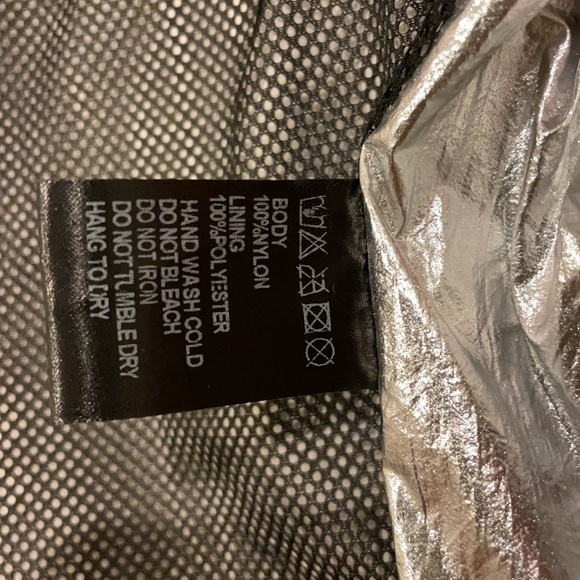 BODY
100%NYLON
LINING
100%POLYESTER
HAND WASH COLD
DO NOT BLEACH
DO NOT IRON
DO NOT TUMBLE DRY
HANG TO DRY